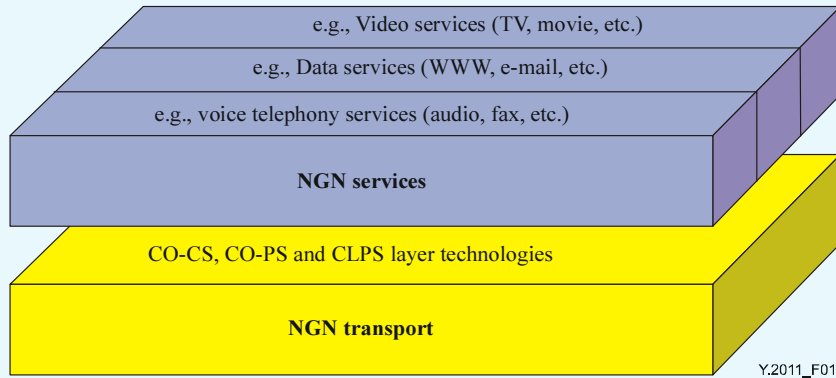 e.g., Video services (TV, movie, etc.)
e.g., Data services (WWW, e-mail, etc.)
e.g., voice telephony services (audio, fax, etc.)
NGN services
CO-CS, CO-PS and CLPS layer technologies
NGN transport
Y.2011_F01